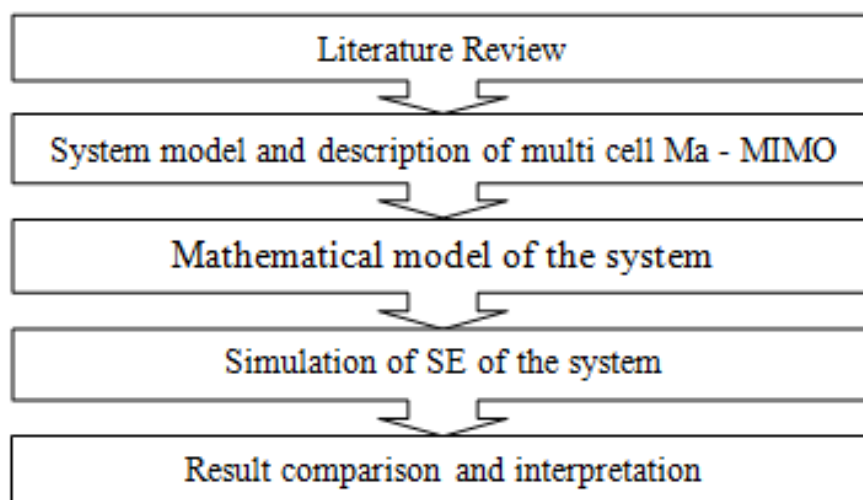 Literature Review
System model and description of multi cell Ma - MIMO
Mathematical model of the system
Simulation of SE of the system
Result comparison and interpretation